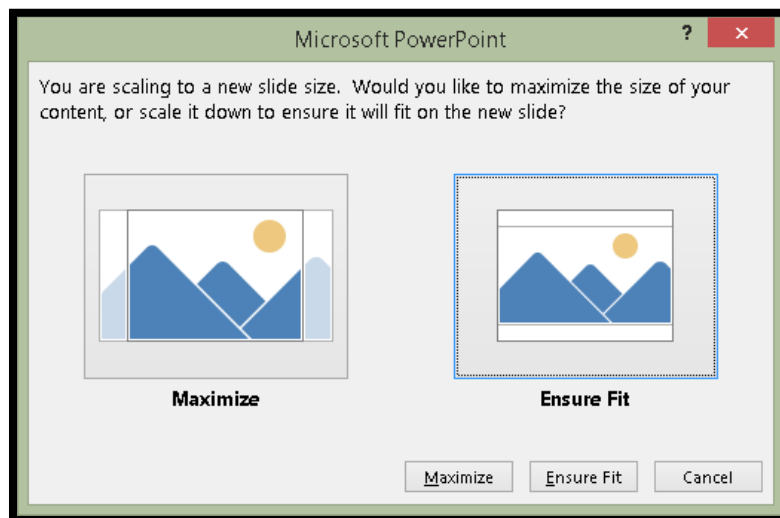 Microsoft PowerPoint
?
You are scaling to a new slide size. Would you like to maximize the size of your
content, or scale it down to ensure it will fit on the new slide?
Maximize Ensure Fit
Maximize Ensure Fit Cancel